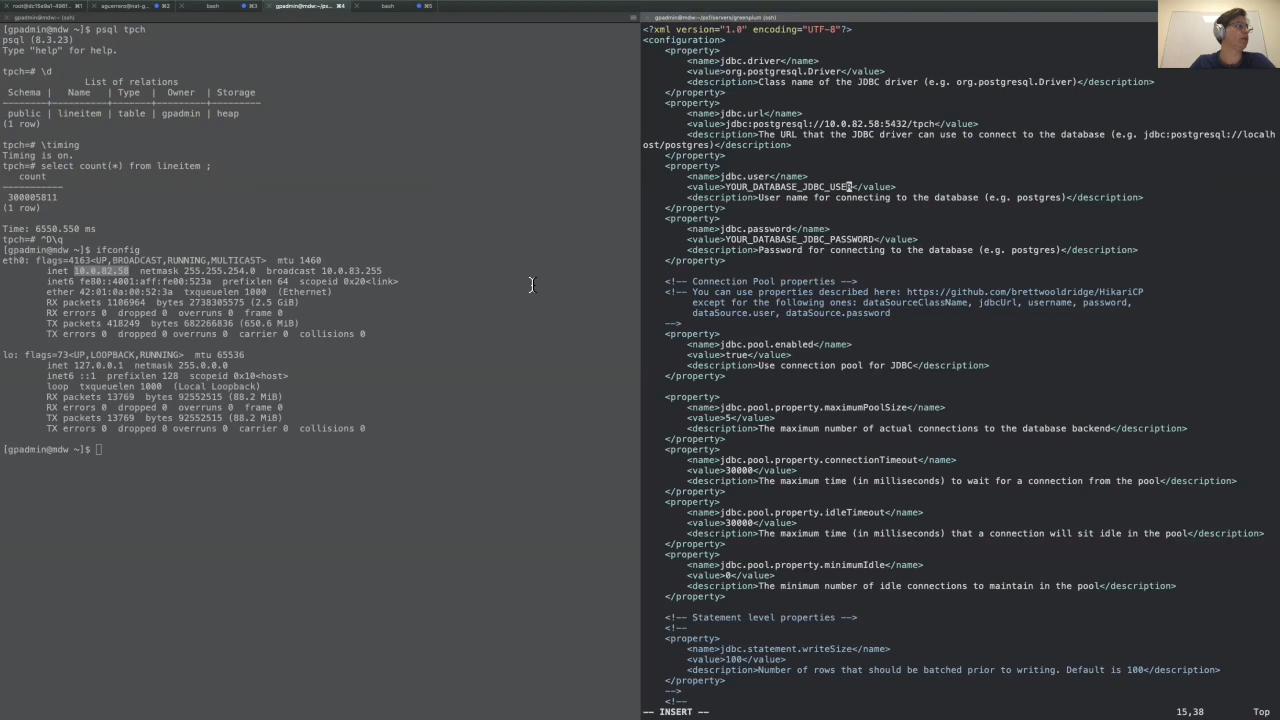 root@dc15a1e9-4981... ⌘1
aguerrero@nat-g... ⌘2
bash ⌘3
gpadmin@mdw:~/px... ⌘4
bash ⌘5
gpadmin@mdw:~ (ssh)
[gpadmin@mdw ~]$ psql tpch
psql (8.3.23)
Type "help" for help.
tpch=# \d
List of relations
Schema | Name | Type | Owner | Storage
--------+----------+-------+---------+---------
public | lineitem | table | gpadmin | heap
(1 row)
tpch=# \timing
Timing is on.
tpch=# select count(*) from lineitem ;
count
-----------
300005811
(1 row)
Time: 6550.550 ms
tpch=# ^D\q
[gpadmin@mdw ~]$ ifconfig
eth0: flags=4163<UP,BROADCAST,RUNNING,MULTICAST> mtu 1460
inet 10.0.82.58 netmask 255.255.254.0 broadcast 10.0.83.255
inet6 fe80::4001:aff:fe00:523a prefixlen 64 scopeid 0x20<link>
ether 42:01:0a:00:52:3a txqueuelen 1000 (Ethernet)
RX packets 1106964 bytes 2738305575 (2.5 GiB)
RX errors 0 dropped 0 overruns 0 frame 0
TX packets 418249 bytes 682266836 (650.6 MiB)
TX errors 0 dropped 0 overruns 0 carrier 0 collisions 0
lo: flags=73<UP,LOOPBACK,RUNNING> mtu 65536
inet 127.0.0.1 netmask 255.0.0.0
inet6 ::1 prefixlen 128 scopeid 0x10<host>
loop txqueuelen 1000 (Local Loopback)
RX packets 13769 bytes 92552515 (88.2 MiB)
RX errors 0 dropped 0 overruns 0 frame 0
TX packets 13769 bytes 92552515 (88.2 MiB)
TX errors 0 dropped 0 overruns 0 carrier 0 collisions 0
[gpadmin@mdw ~]$
gpadmin@mdw:~/pxf/servers/greenplum (ssh)
<?xml version="1.0" encoding="UTF-8"?>
<configuration>
<property>
<name>jdbc.driver</name>
<value>org.postgresql.Driver</value>
<description>Class name of the JDBC driver (e.g. org.postgresql.Driver)</description>
</property>
<property>
<name>jdbc.url</name>
<value>jdbc:postgresql://10.0.82.58:5432/tpch</value>
<description>The URL that the JDBC driver can use to connect to the database (e.g. jdbc:postgresql://localh
ost/postgres)</description>
</property>
<property>
<name>jdbc.user</name>
<value>YOUR_DATABASE_JDBC_USER</value>
<description>User name for connecting to the database (e.g. postgres)</description>
</property>
<property>
<name>jdbc.password</name>
<value>YOUR_DATABASE_JDBC_PASSWORD</value>
<description>Password for connecting to the database (e.g. postgres)</description>
</property>
<!-- Connection Pool properties -->
<!-- You can use properties described here: https://github.com/brettwooldridge/HikariCP
except for the following ones: dataSourceClassName, jdbcUrl, username, password,
dataSource.user, dataSource.password
-->
<property>
<name>jdbc.pool.enabled</name>
<value>true</value>
<description>Use connection pool for JDBC</description>
</property>
<property>
<name>jdbc.pool.property.maximumPoolSize</name>
<value>5</value>
<description>The maximum number of actual connections to the database backend</description>
</property>
<property>
<name>jdbc.pool.property.connectionTimeout</name>
<value>30000</value>
<description>The maximum time (in milliseconds) to wait for a connection from the pool</description>
</property>
<property>
<name>jdbc.pool.property.idleTimeout</name>
<value>30000</value>
<description>The maximum time (in milliseconds) that a connection will sit idle in the pool</description>
</property>
<property>
<name>jdbc.pool.property.minimumIdle</name>
<value>0</value>
<description>The minimum number of idle connections to maintain in the pool</description>
</property>
<!-- Statement level properties -->
<!--
<property>
<name>jdbc.statement.writeSize</name>
<value>100</value>
<description>Number of rows that should be batched prior to writing. Default is 100</description>
</property>
-->
<!--
-- INSERT -- 15,38 Top